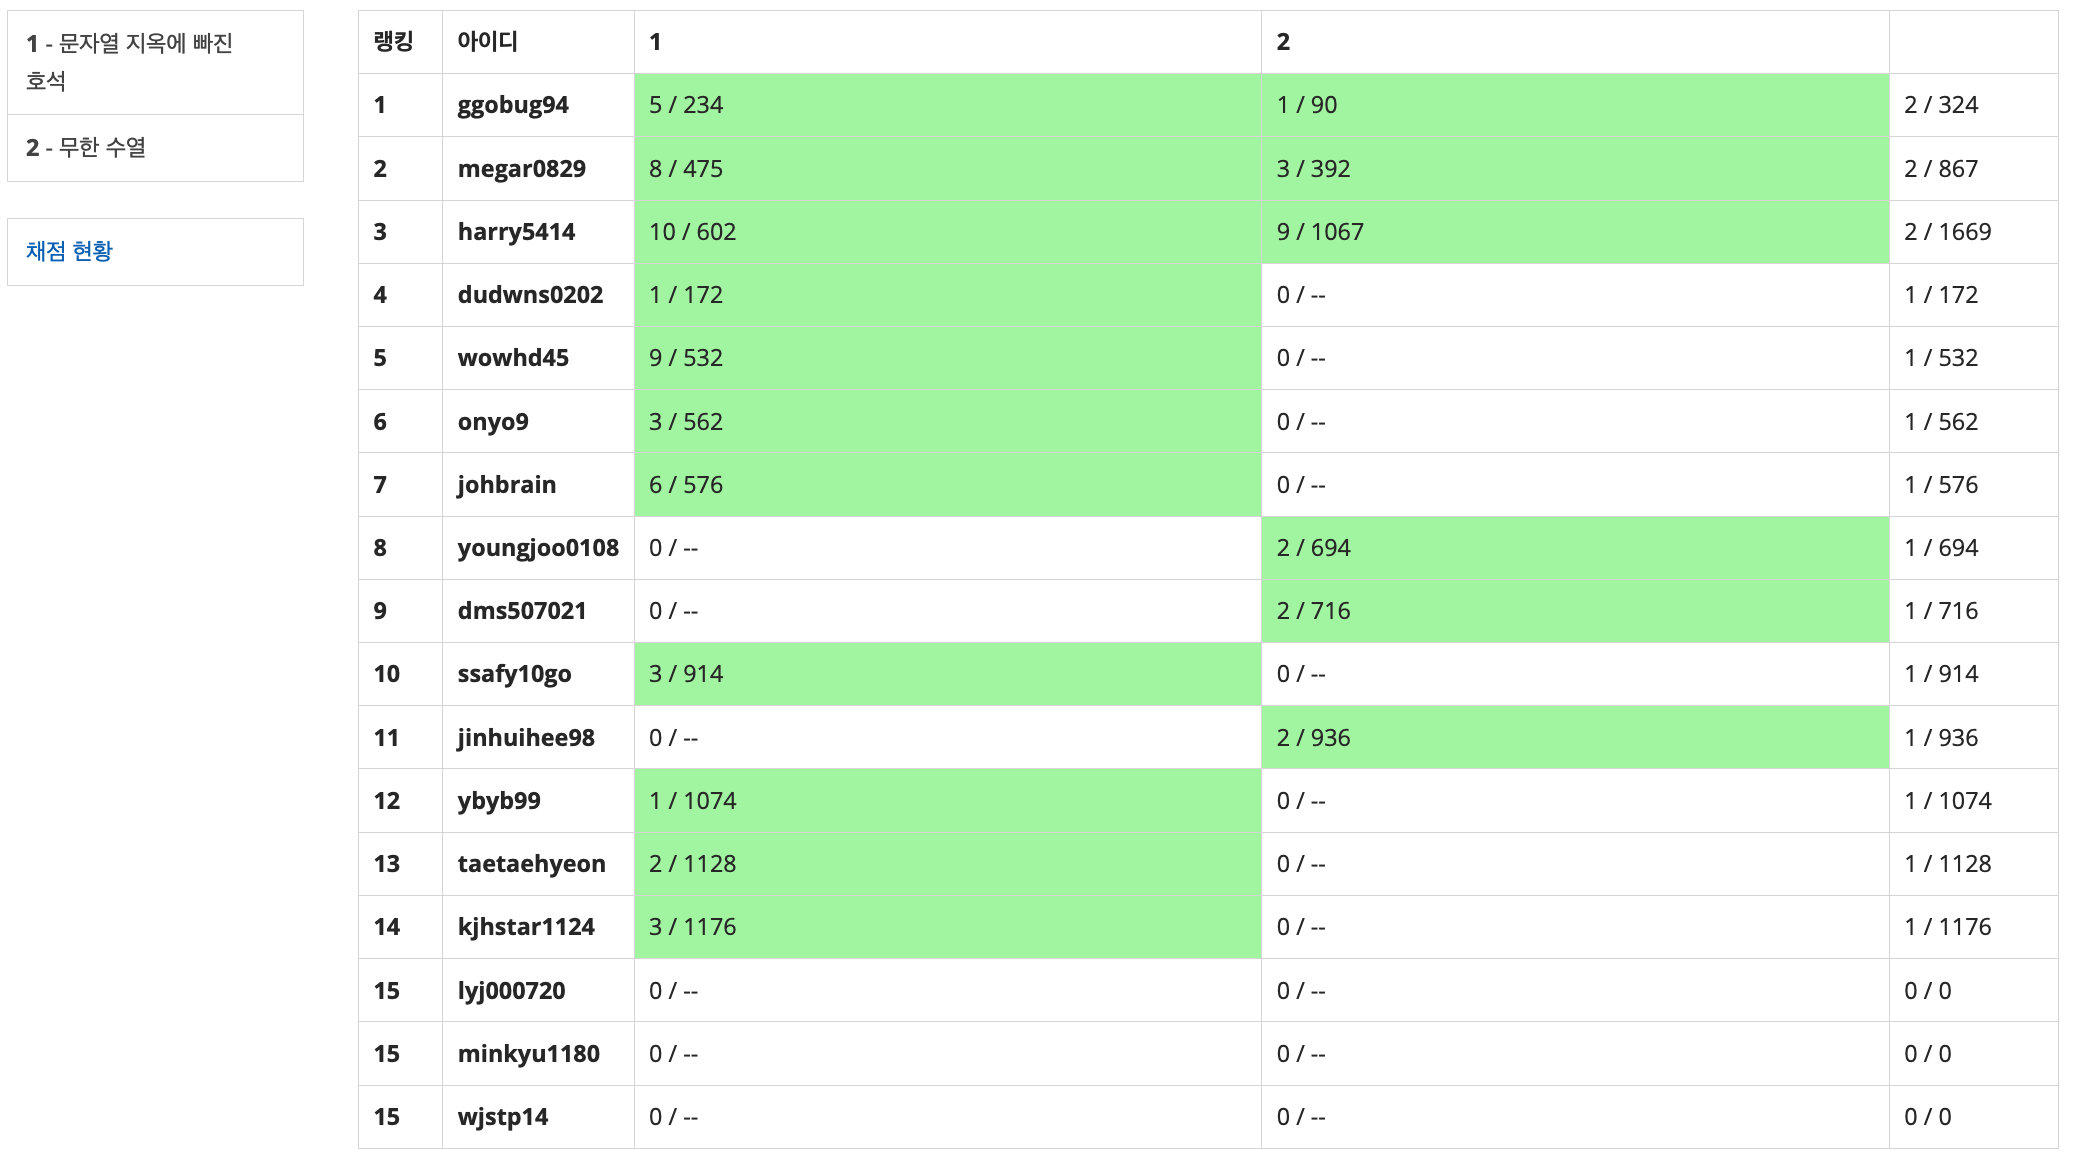 1 - 문자열 지옥에 빠진
호석
2 - 무한 수열
채점 현황
랭킹 아이디 1 2
1 ggobug94 5 / 234 1 / 90 2 / 324
2 megar0829 8 / 475 3 / 392 2 / 867
3 harry5414 10 / 602 9 / 1067 2 / 1669
4 dudwns0202 1 / 172 0 / -- 1 / 172
5 wowhd45 9 / 532 0 / -- 1 / 532
6 onyo9 3 / 562 0 / -- 1 / 562
7 johbrain 6 / 576 0 / -- 1 / 576
8 youngjoo0108 0 / -- 2 / 694 1 / 694
9 dms507021 0 / -- 2 / 716 1 / 716
10 ssafy10go 3 / 914 0 / -- 1 / 914
11 jinhuihee98 0 / -- 2 / 936 1 / 936
12 ybyb99 1 / 1074 0 / -- 1 / 1074
13 taetaehyeon 2 / 1128 0 / -- 1 / 1128
14 kjhstar1124 3 / 1176 0 / -- 1 / 1176
15 lyj000720 0 / -- 0 / -- 0 / 0
15 minkyu1180 0 / -- 0 / -- 0 / 0
15 wjstp14 0 / -- 0 / -- 0 / 0